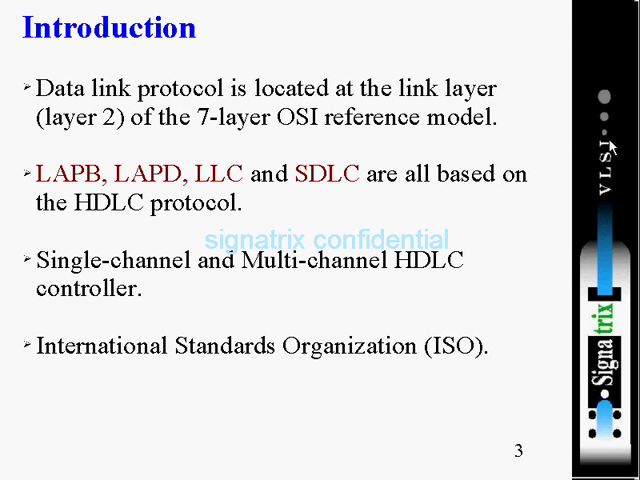 Introduction
➢ Data link protocol is located at the link layer
(layer 2) of the 7-layer OSI reference model.
➢ LAPB, LAPD, LLC and SDLC are all based on
the HDLC protocol.
signatrix confidential
➢ Single-channel and Multi-channel HDLC
controller.
➢ International Standards Organization (ISO).
3
VLSI
Signatrix